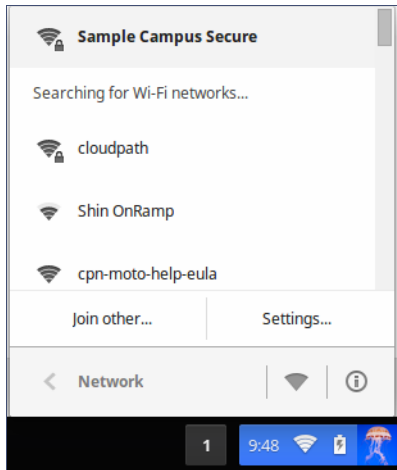 Sample Campus Secure
Searching for Wi-Fi networks...
cloudpath
Shin OnRamp
cpn-moto-help-eula
Join other...
Settings...
Network
1
9:48